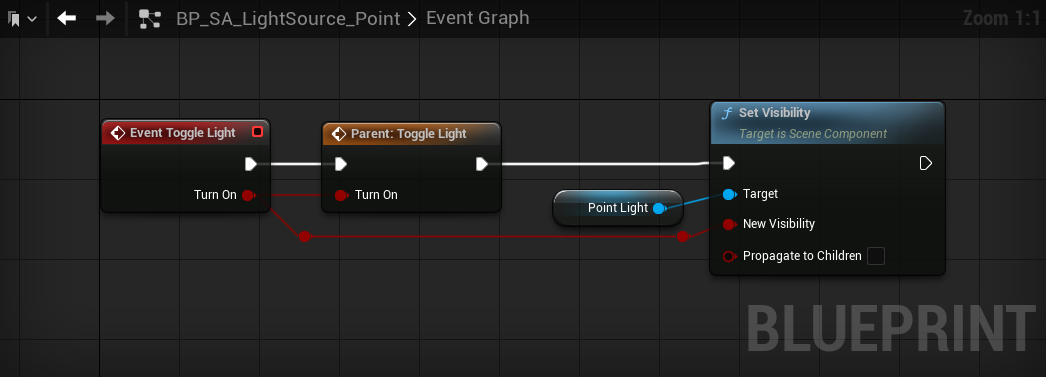 BP_SA_LightSource_Point > Event Graph
Zoom 1:1
Event Toggle Light
Turn On
Parent: Toggle Light
Turn On
Point Light
f Set Visibility
Target is Scene Component
Target
New Visibility
Propagate to Children
BLUEPRINT